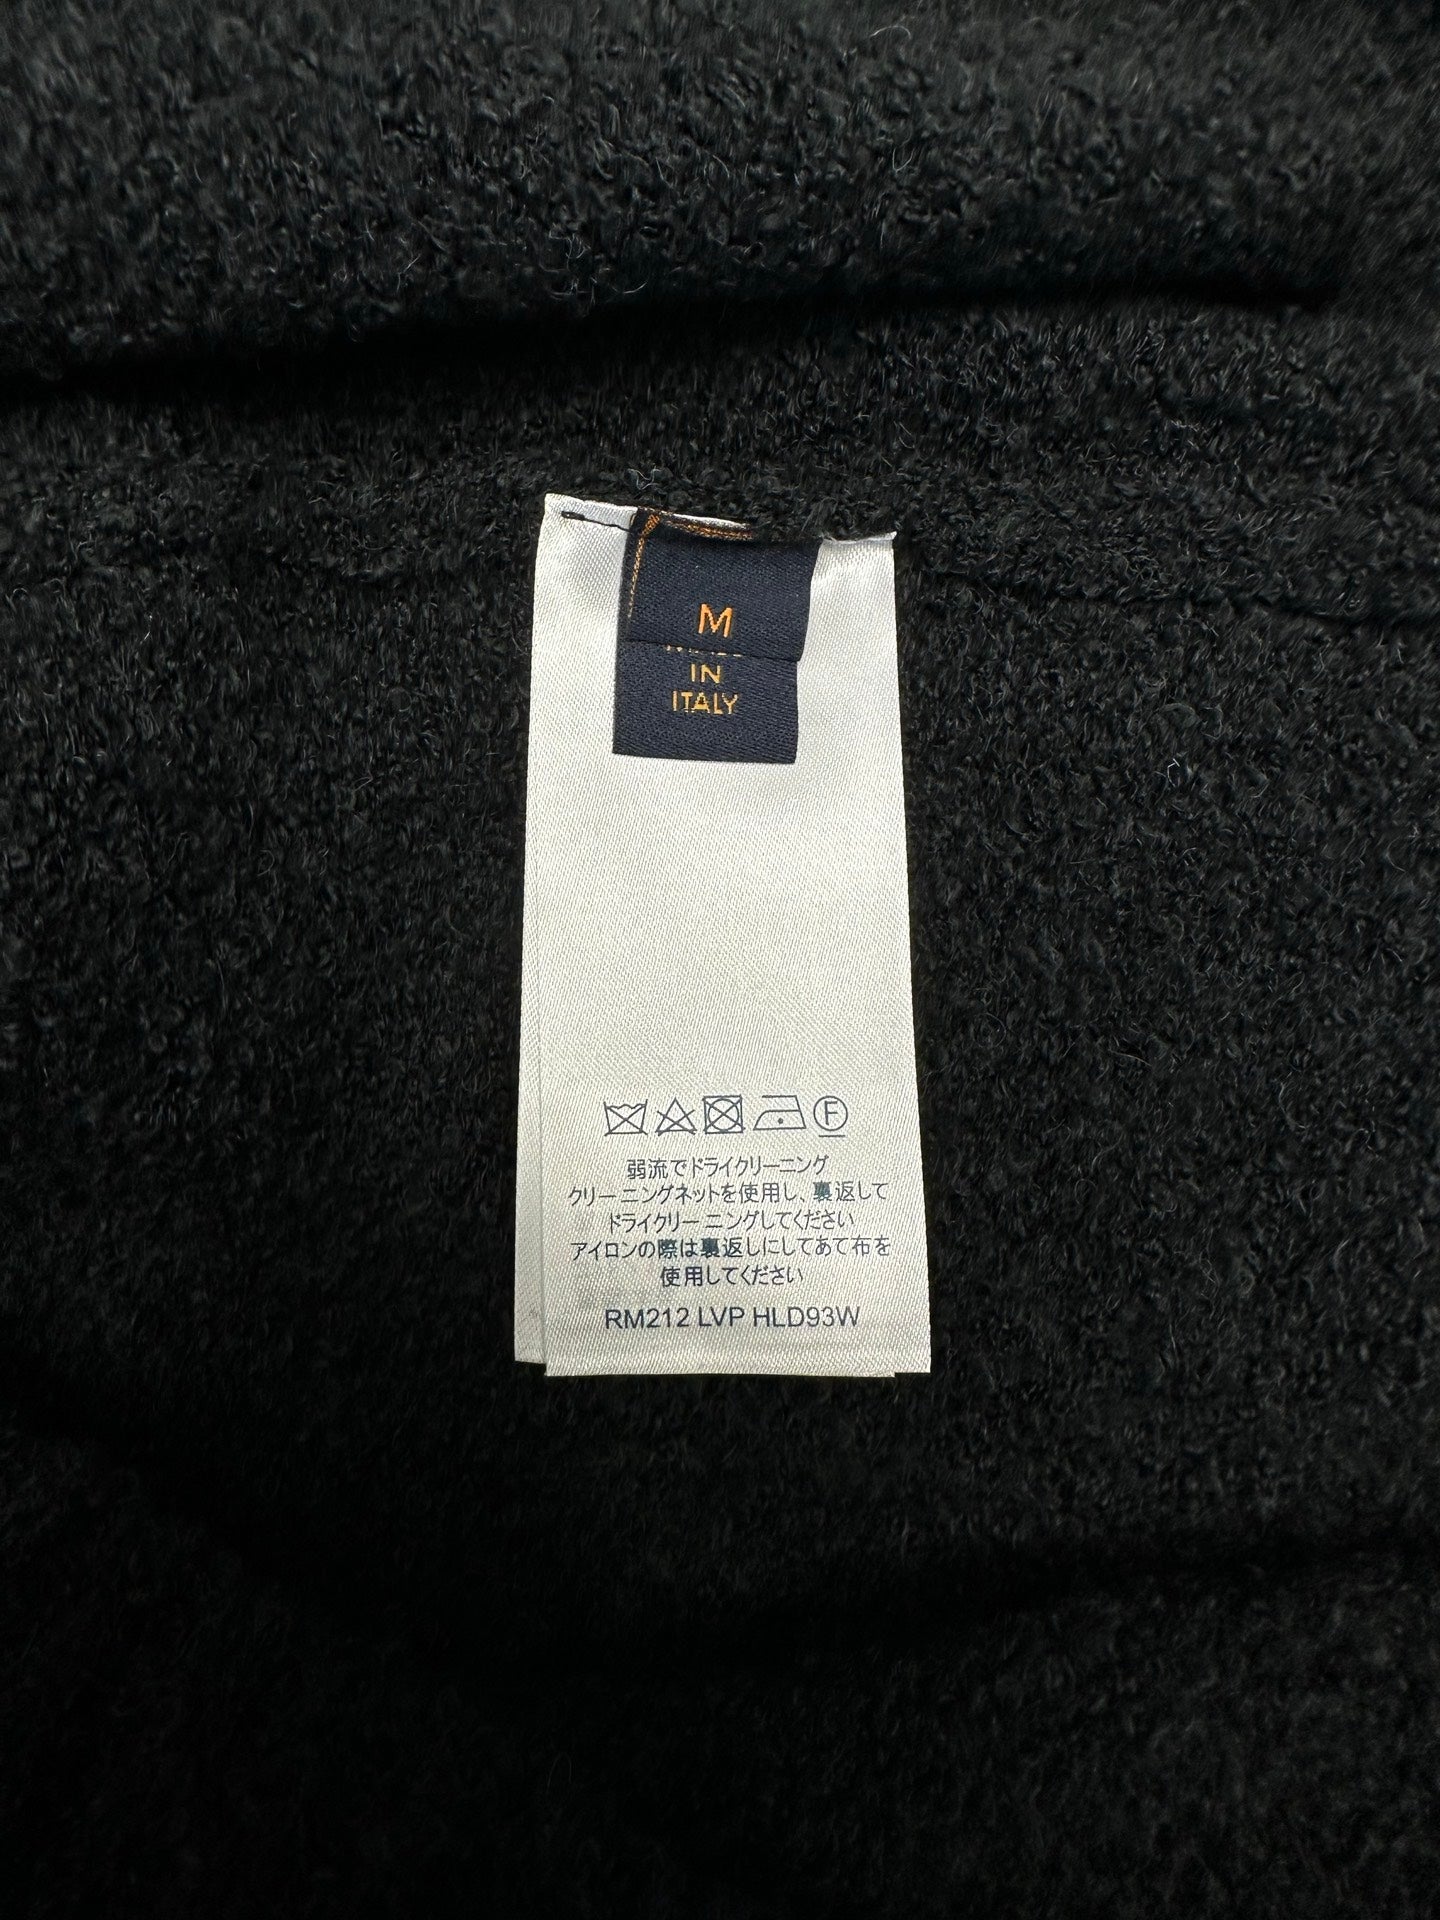 M
MADE
IN
ITALY
F
弱流でドライクリーニング
クリーニングネットを使用し、裏返して
ドライクリーニングしてください
アイロンの際は裏返しにしてあて布を
使用してください
RM212 LVP HLD93W